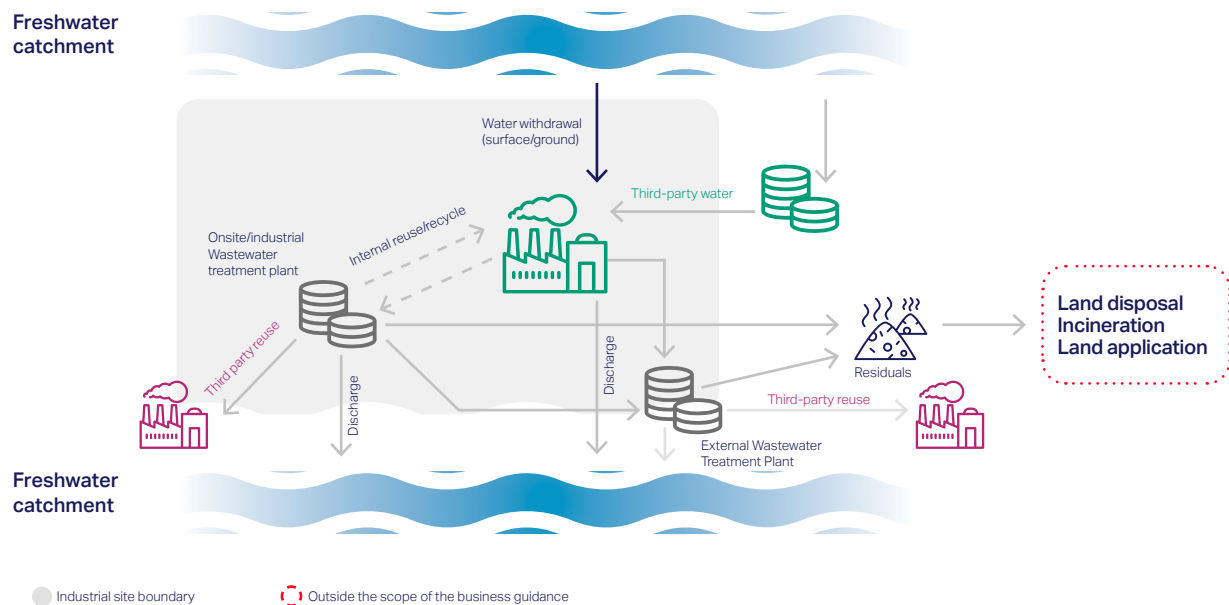 Freshwater
catchment
Water withdrawal
(surface/ground)
Third-party water
Internal reuse/recycle
Onsite/industrial
Wastewater
treatment plant
Land disposal
Incineration
Land application
Third party reuse
Discharge
Discharge
Residuals
Third-party reuse
External Wastewater
Treatment Plant
Freshwater
catchment
Industrial site boundary
Outside the scope of the business guidance